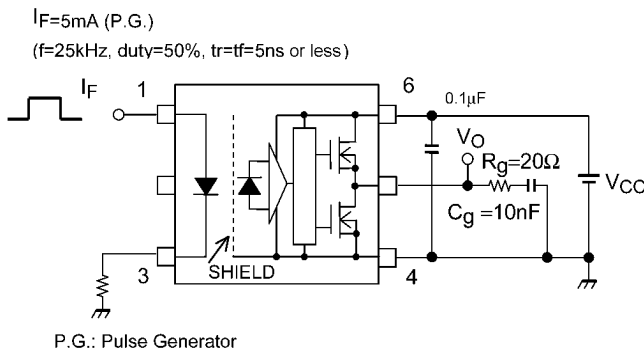 IF=5mA (P.G.)
(f=25kHz, duty=50%, tr=tf=5ns or less)
IF
1
6
0.1μF
VO
Rg=20Ω
VCC
Cg=10nF
3
SHIELD
4
P.G.: Pulse Generator